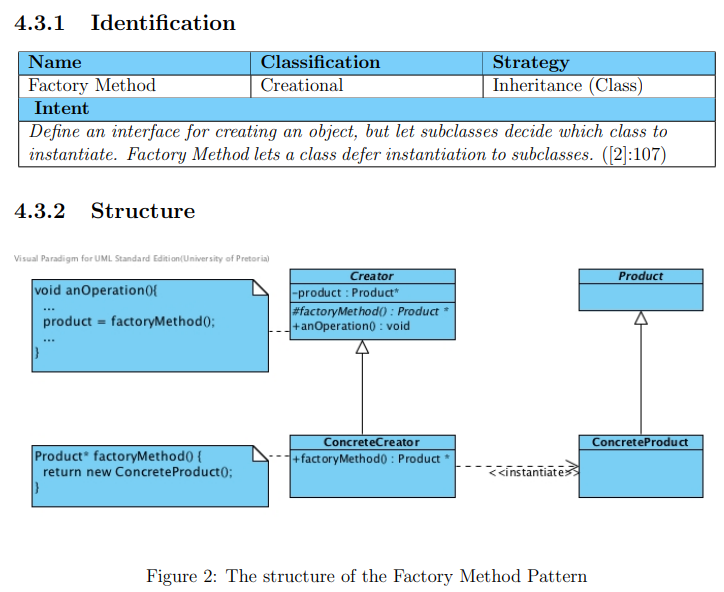 4.3.1 Identification
Name Classification Strategy
Factory Method Creational Inheritance (Class)
Intent
Define an interface for creating an object, but let subclasses decide which class to
instantiate. Factory Method lets a class defer instantiation to subclasses. ([2]:107)
4.3.2 Structure
Visual Paradigm for UML Standard Edition(University of Pretoria)
void anOperation(){
...
product = factoryMethod();
...
}
Creator
-product : Product*
#factoryMethod() : Product *
+anOperation() : void
Product
Product* factoryMethod() {
return new ConcreteProduct();
}
ConcreteCreator
+factoryMethod() : Product *
<<instantiate>>
ConcreteProduct
Figure 2: The structure of the Factory Method Pattern